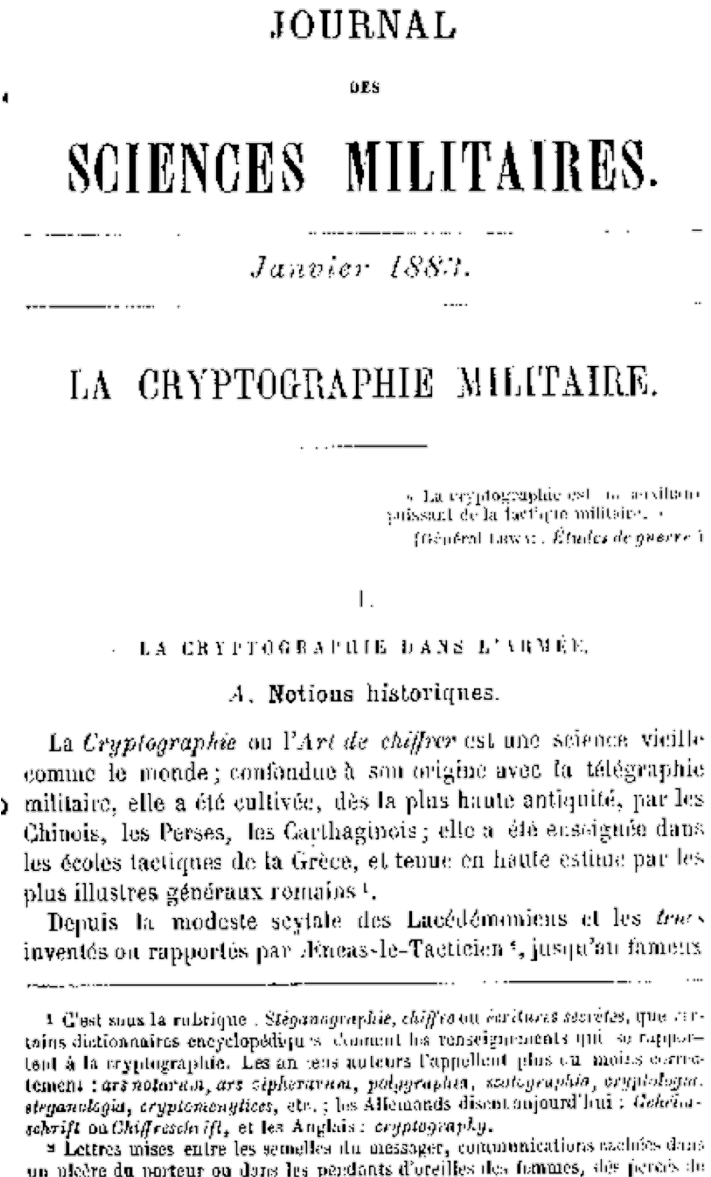 JOURNAL
DES
SCIENCES MILITAIRES.
Janvier 1883.
LA CRYPTOGRAPHIE MILITAIRE.
« La cryptographie est un auxiliaire
puissant de la tactique militaire. »
(Général Lewal, Études de guerre.)
I.
LA CRYPTOGRAPHIE DANS L'ARMÉE.
A. Notions historiques.
La Cryptographie ou l'Art de chiffrer est une science vieille
comme le monde; confondue à son origine avec la télégraphie
militaire, elle a été cultivée, dès la plus haute antiquité, par les
Chinois, les Perses, les Carthaginois; elle a été enseignée dans
les écoles tactiques de la Grèce, et tenue en haute estime par les
plus illustres généraux romains ¹.
Depuis la modeste scytale des Lacédémoniens et les trucs
inventés ou rapportés par Æneas-le-Tacticien ², jusqu'au fameux
¹ C'est sous la rubrique : Stéganographie, chiffre ou écritures secrètes, que cer-
tains dictionnaires encyclopédiques donnent les renseignements qui se rappor-
tent à la cryptographie. Les anciens auteurs l'appellent plus ou moins correc-
tement : ars notarum, ars zipherarum, polygraphia, scotographia, cryptologia,
steganologia, cryptomenytices, etc.; les Allemands disent aujourd'hui : Geheim-
schrift ou Chiffreschrift, et les Anglais : cryptography.
² Lettres mises entre les semelles du messager, communications cachées dans
un ulcère du porteur ou dans les pendants d'oreilles des femmes, dés percés de